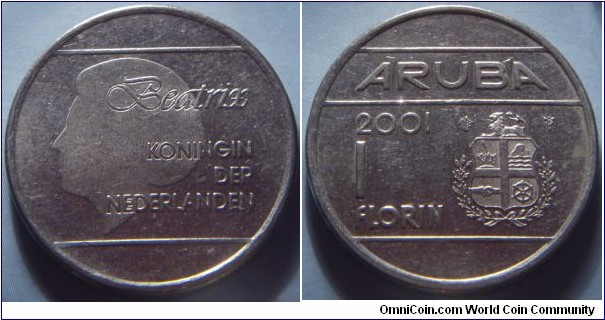 Beatrix
KONINGIN
DER
NEDERLANDEN
ARUBA
2001
1
FLORIN
OmniCoin.com World Coin Community